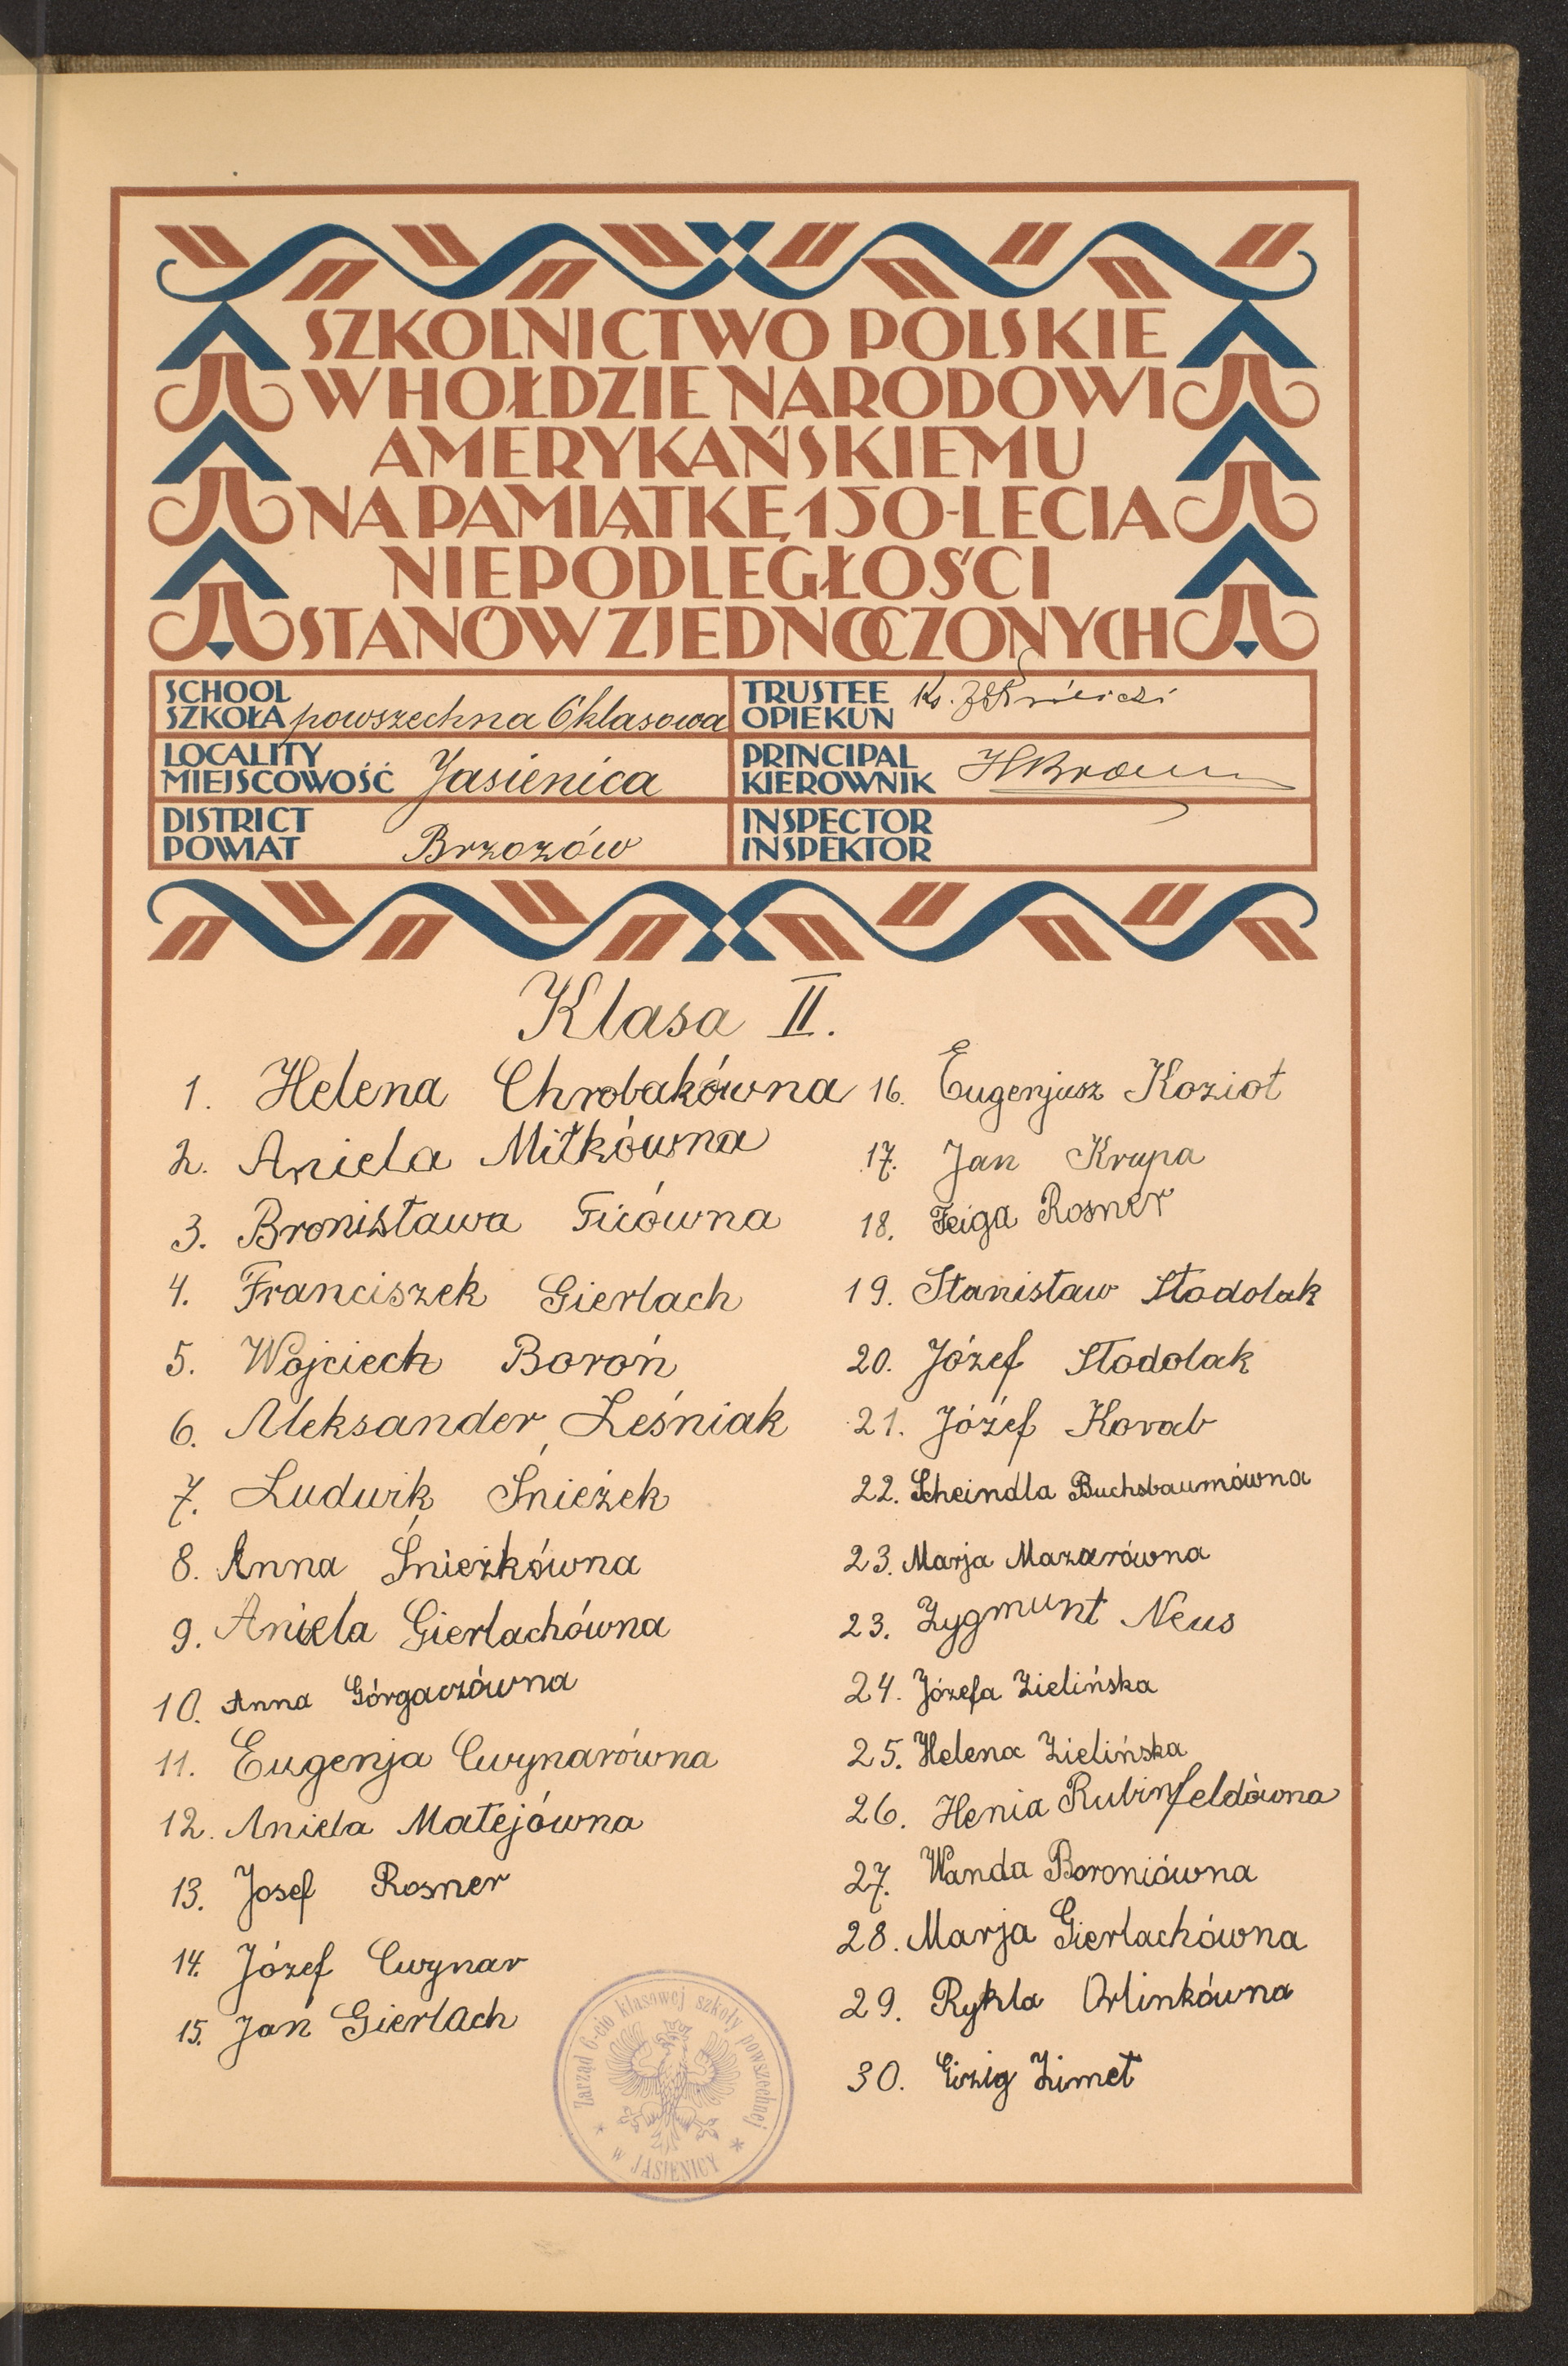 SZKOLNICTWO POLSKIE
W HOŁDZIE NARODOWI
AMERYKAŃSKIEMU
NA PAMIĄTKĘ 150-LECIA
NIEPODLEGŁOŚCI
STANÓW ZJEDNOCZONYCH
SCHOOL
SZKOŁA powszechna 6 klasowa
TRUSTEE Ks.
OPIEKUN
LOCALITY
MIEJSCOWOŚĆ Jasienica
PRINCIPAL
KIEROWNIK HBraun
DISTRICT
POWIAT Brzozów
INSPECTOR
INSPEKTOR
Klasa II.
1. Helena Chrobakówna
2. Aniela Mitkówna
3. Bronisława Ficówna
4. Franciszek Gierlach
5. Wojciech Boroń
6. Aleksander Leśniak
7. Ludwik Śnieżek
8. Anna Śnieżkówna
9. Aniela Gierlachówna
10. Anna Górgaczówna
11. Eugenja Cwynarówna
12. Aniela Matejówna
13. Josef Rosner
14. Józef Cwynar
15. Jan Gierlach
16. Eugenjusz Kozioł
17. Jan Krupa
18. Feiga Rosner
19. Stanisław Stodolak
20. Józef Stodolak
21. Józef Korab
22. Scheindla Buchsbaumówna
23. Marja Mazarówna
23. Zygmunt Neus
24. Józefa Zielińska
25. Helena Zielińska
26. Henia Rubinfeldówna
27. Wanda Boroniówna
28. Marja Gierlachówna
29. Rykla Orlinkówna
30. Zimet
Zarząd 6-cio klasowej szkoły powszechnej
w JASIENICY